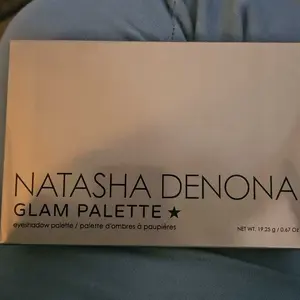 NATASHA DENONA
GLAM PALETTE ★
eyeshadow palette / palette d'ombres à paupières
NET WT. 19.25 g / 0.67 OZ